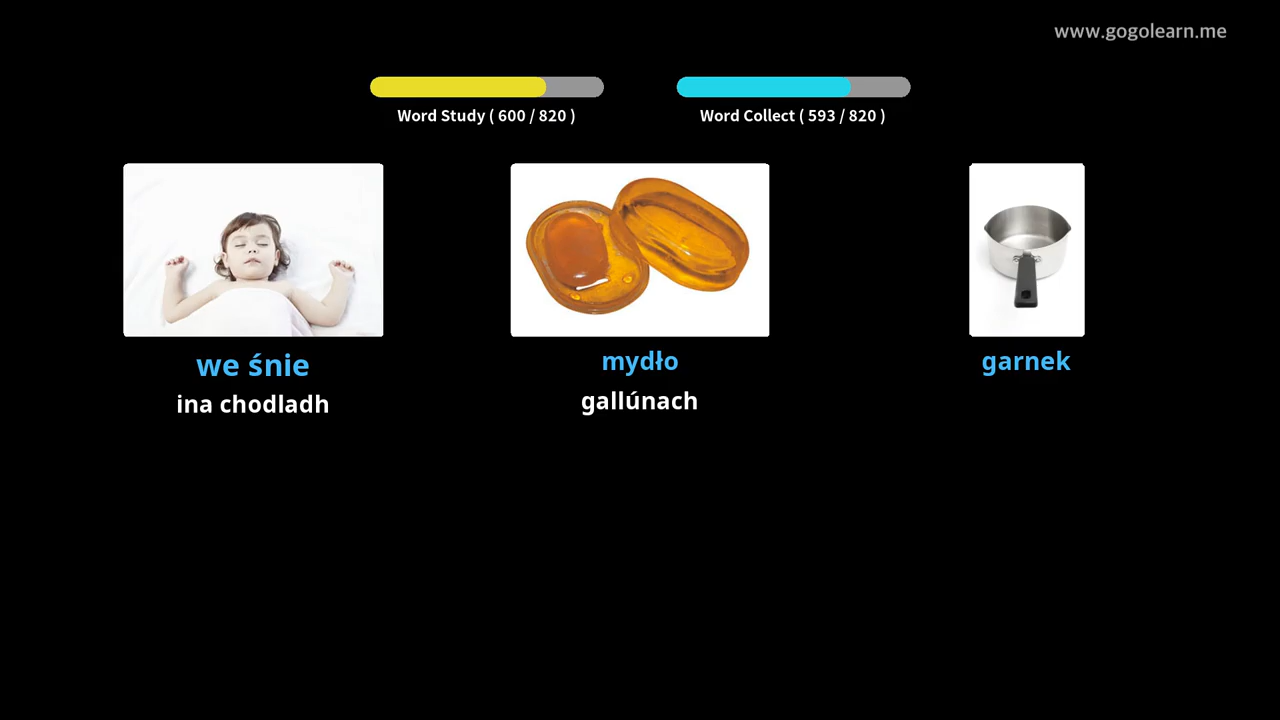 www.gogolearn.me
Word Study ( 600 / 820 )
Word Collect ( 593 / 820 )
we śnie
ina chodladh
mydło
gallúnach
garnek